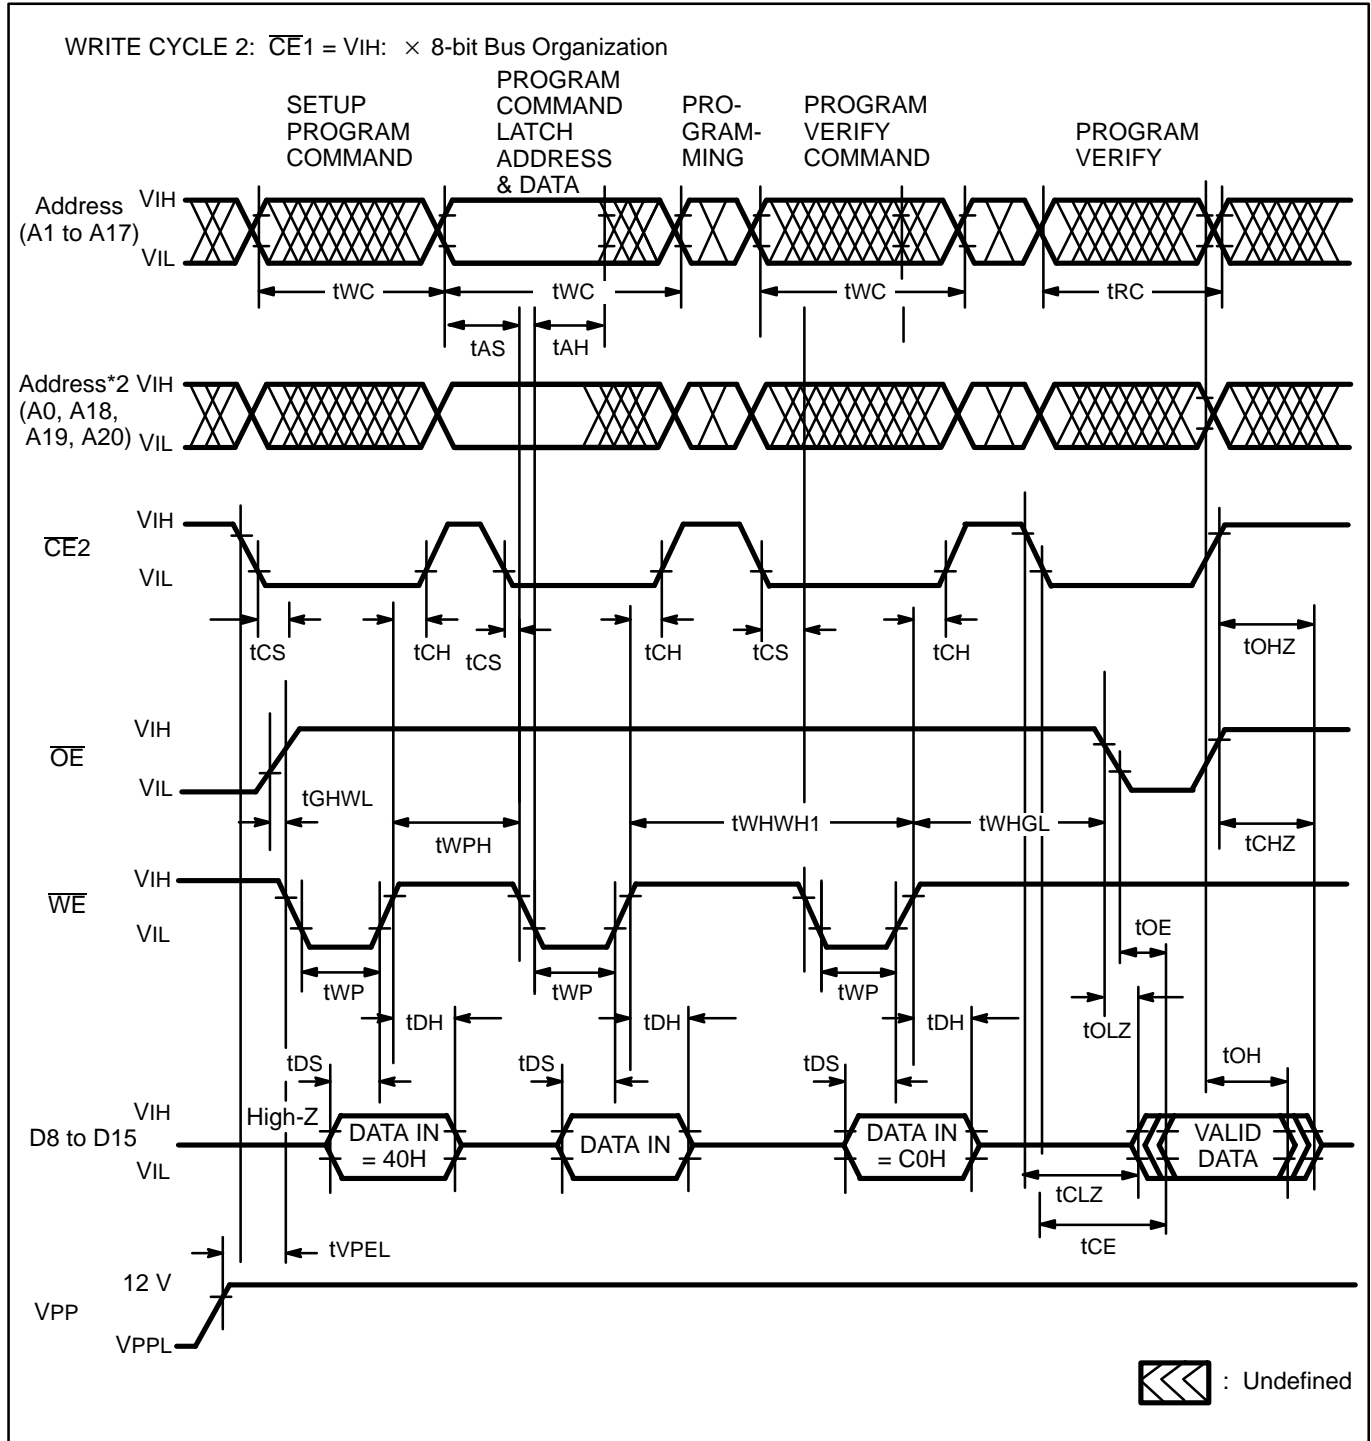 WRITE CYCLE 2: C̅E̅1 = VIH: × 8-bit Bus Organization
SETUP
PROGRAM
COMMAND
PROGRAM
COMMAND
LATCH
ADDRESS
& DATA
PRO-
GRAM-
MING
PROGRAM
VERIFY
COMMAND
PROGRAM
VERIFY
Address
(A1 to A17)
VIH
VIL
tWC
tWC
tWC
tRC
tAS
tAH
Address*2
(A0, A18,
A19, A20)
VIH
VIL
C̅E̅2
VIH
VIL
tCS
tCH
tCS
tCH
tCS
tCH
tOHZ
O̅E̅
VIH
VIL
tGHWL
tWPH
tWHWH1
tWHGL
tCHZ
W̅E̅
VIH
VIL
tOE
tWP
tWP
tWP
tDH
tDH
tDH
tOLZ
tDS
tDS
tDS
tOH
D8 to D15
VIH
VIL
High-Z
DATA IN
= 40H
DATA IN
DATA IN
= C0H
VALID
DATA
tCLZ
tCE
tVPEL
VPP
12 V
VPPL
: Undefined